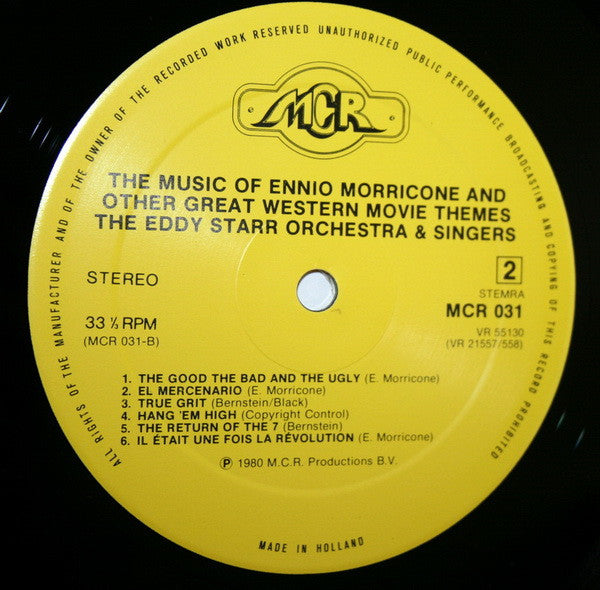 ALL RIGHTS OF THE MANUFACTURER AND OF THE OWNER OF THE RECORDED WORK RESERVED UNAUTHORIZED PUBLIC PERFORMANCE BROADCASTING AND COPYING OF THIS RECORD PROHIBITED
MCR
THE MUSIC OF ENNIO MORRICONE AND
OTHER GREAT WESTERN MOVIE THEMES
THE EDDY STARR ORCHESTRA & SINGERS
STEREO
2
STEMRA
33 ⅓ RPM
MCR 031
(MCR 031-B)
VR 55130
(VR 21557/558)
1. THE GOOD THE BAD AND THE UGLY (E. Morricone)
2. EL MERCENARIO (E. Morricone)
3. TRUE GRIT (Bernstein/Black)
4. HANG 'EM HIGH (Copyright Control)
5. THE RETURN OF THE 7 (Bernstein)
6. IL ÉTAIT UNE FOIS LA RÉVOLUTION (E. Morricone)
℗ 1980 M.C.R. Productions B.V.
MADE IN HOLLAND